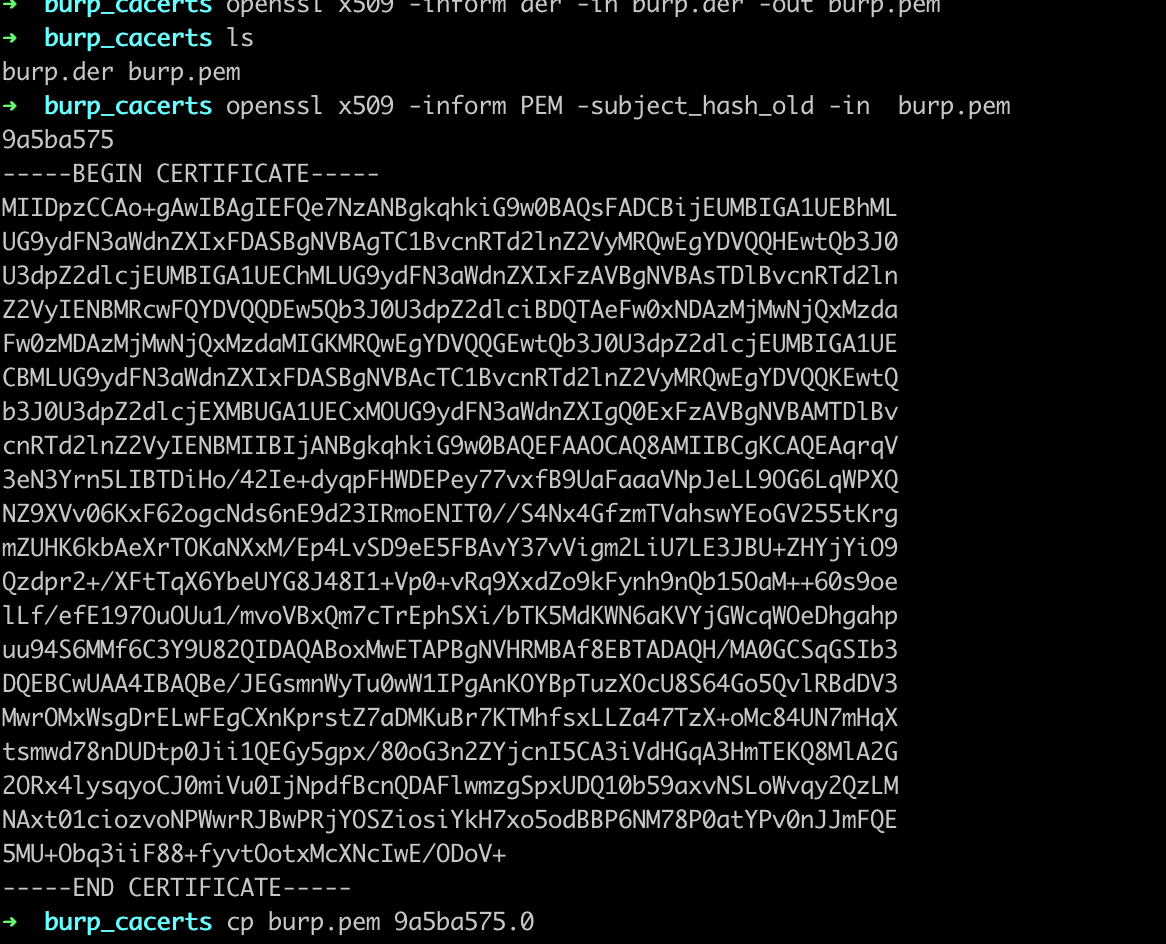 → burp_cacerts openssl x509 -inform der -in burp.der -out burp.pem
→ burp_cacerts ls
burp.der burp.pem
→ burp_cacerts openssl x509 -inform PEM -subject_hash_old -in  burp.pem
9a5ba575
-----BEGIN CERTIFICATE-----
MIIDpzCCAo+gAwIBAgIEFQe7NzANBgkqhkiG9w0BAQsFADCBijEUMBIGA1UEBhML
UG9ydFN3aWdnZXIxFDASBgNVBAgTC1BvcnRTd2lnZ2VyMRQwEgYDVQQHEwtQb3J0
U3dpZ2dlcjEUMBIGA1UEChMLUG9ydFN3aWdnZXIxFzAVBgNVBAsTDlBvcnRTd2ln
Z2VyIENBMRcwFQYDVQQDEw5Qb3J0U3dpZ2dlciBDQTAeFw0xNDAzMjMwNjQxMzda
Fw0zMDAzMjMwNjQxMzdaMIGKMRQwEgYDVQQGEwtQb3J0U3dpZ2dlcjEUMBIGA1UE
CBMLUG9ydFN3aWdnZXIxFDASBgNVBAcTC1BvcnRTd2lnZ2VyMRQwEgYDVQQKEwtQ
b3J0U3dpZ2dlcjEXMBUGA1UECxMOUG9ydFN3aWdnZXIgQ0ExFzAVBgNVBAMTDlBv
cnRTd2lnZ2VyIENBMIIBIjANBgkqhkiG9w0BAQEFAAOCAQ8AMIIBCgKCAQEAqrqV
3eN3Yrn5LIBTDiHo/42Ie+dyqpFHWDEPey77vxfB9UaFaaaVNpJeLL9OG6LqWPXQ
NZ9XVv06KxF62ogcNds6nE9d23IRmoENIT0//S4Nx4GfzmTVahswYEoGV255tKrg
mZUHK6kbAeXrTOKaNXxM/Ep4LvSD9eE5FBAvY37vVigm2LiU7LE3JBU+ZHYjYiO9
Qzdpr2+/XFtTqX6YbeUYG8J48I1+Vp0+vRq9XxdZo9kFynh9nQb15OaM++60s9oe
lLf/efE197OuOUu1/mvoVBxQm7cTrEphSXi/bTK5MdKWN6aKVYjGWcqWOeDhgahp
uu94S6MMf6C3Y9U82QIDAQABoxMwETAPBgNVHRMBAf8EBTADAQH/MA0GCSqGSIb3
DQEBCwUAA4IBAQBe/JEGsmnWyTu0wW1IPgAnKOYBpTuzXOcU8S64Go5QvlRBdDV3
MwrOMxWsgDrELwFEgCXnKprstZ7aDMKuBr7KTMhfsxLLZa47TzX+oMc84UN7mHqX
tsmwd78nDUDtp0Jii1QEGy5gpx/80oG3n2ZYjcnI5CA3iVdHGqA3HmTEKQ8MlA2G
2ORx4lysqyoCJ0miVu0IjNpdfBcnQDAFlwmzgSpxUDQ10b59axvNSLoWvqy2QzLM
NAxt01ciozvoNPWwrRJBwPRjYOSZiosiYkH7xo5odBBP6NM78P0atYPv0nJJmFQE
5MU+Obq3iiF88+fyvtOotxMcXNcIwE/ODoV+
-----END CERTIFICATE-----
→ burp_cacerts cp burp.pem 9a5ba575.0